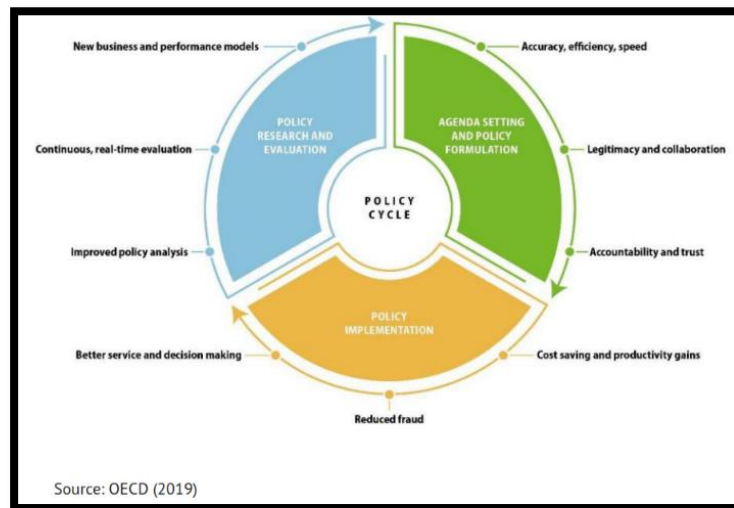 New business and performance models
Accuracy, efficiency, speed
POLICY
RESEARCH AND
EVALUATION
AGENDA SETTING
AND POLICY
FORMULATION
Continuous, real-time evaluation
Legitimacy and collaboration
POLICY
CYCLE
Improved policy analysis
Accountability and trust
POLICY
IMPLEMENTATION
Better service and decision making
Cost saving and productivity gains
Reduced fraud
Source: OECD (2019)